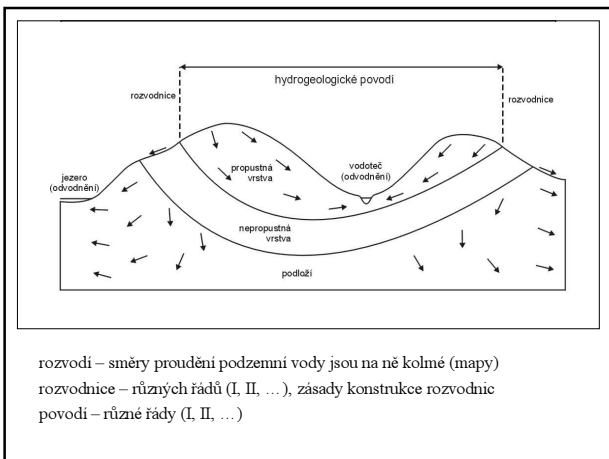 hydrogeologické povodí
rozvodnice
rozvodnice
jezero
(odvodnění)
propustná
vrstva
vodoteč
(odvodnění)
nepropustná
vrstva
podloží
rozvodí – směry proudění podzemní vody jsou na ně kolmé (mapy)
rozvodnice – různých řádů (I, II, …), zásady konstrukce rozvodnic
povodí – různé řády (I, II, …)